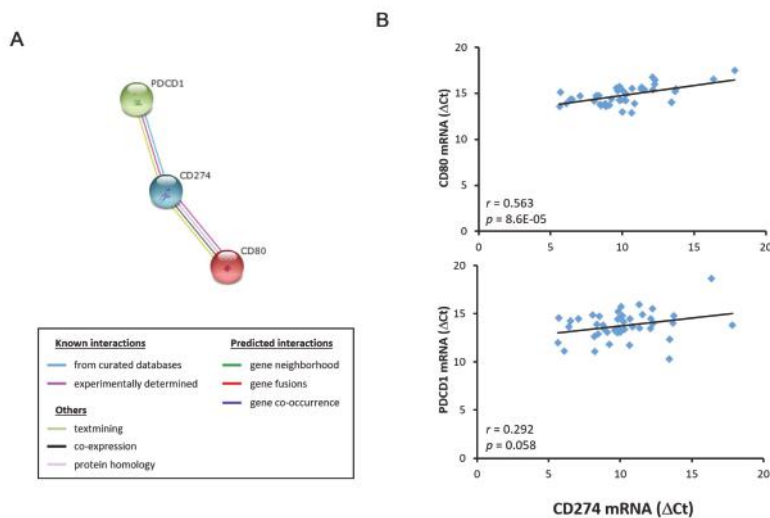 A
PDCD1
CD274
CD80
Known interactions
from curated databases
experimentally determined
Others
textmining
co-expression
protein homology
Predicted interactions
gene neighborhood
gene fusions
gene co-occurrence
B
CD80 mRNA (ΔCt)
20
15
10
5
0
r = 0.563
p = 8.6E-05
0 5 10 15 20
PDCD1 mRNA (ΔCt)
20
15
10
5
0
r = 0.292
p = 0.058
0 5 10 15 20
CD274 mRNA (ΔCt)